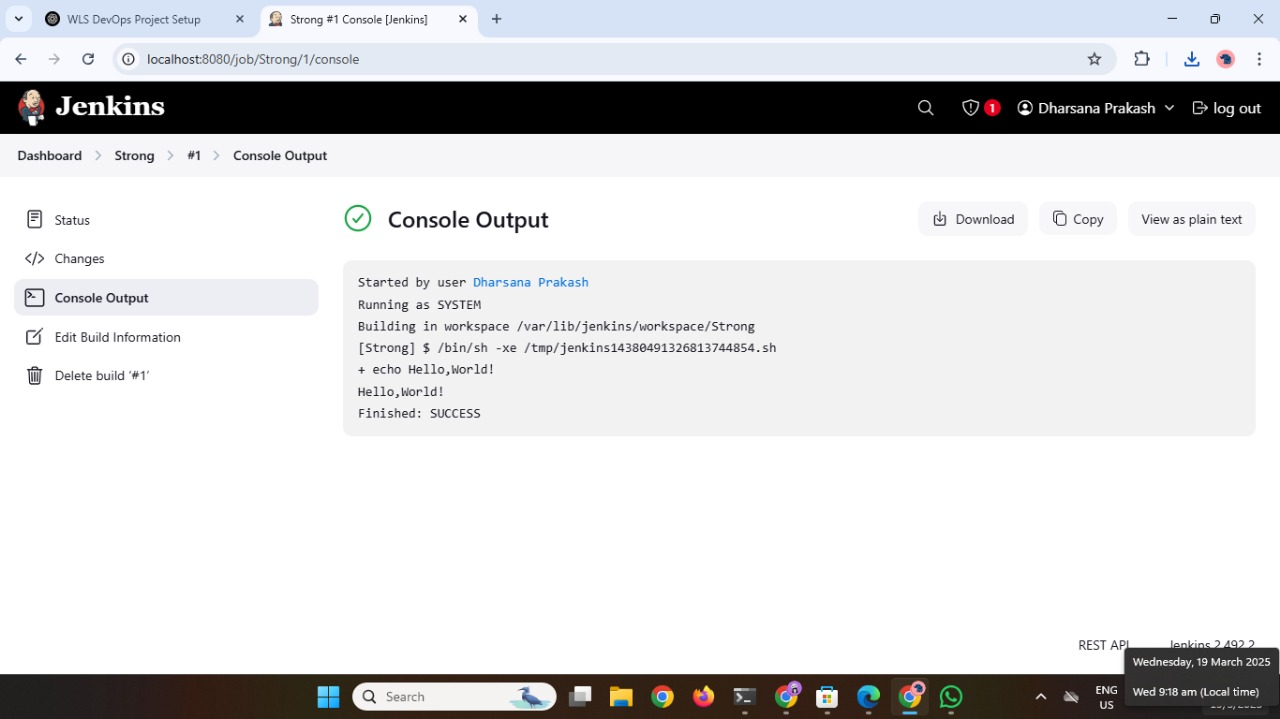 WLS DevOps Project Setup
Strong #1 Console [Jenkins]
localhost:8080/job/Strong/1/console
Jenkins
1
Dharsana Prakash
log out
Dashboard
Strong
#1
Console Output
Status
Changes
Console Output
Edit Build Information
Delete build ‘#1’
Console Output
Download
Copy
View as plain text
Started by user Dharsana Prakash
Running as SYSTEM
Building in workspace /var/lib/jenkins/workspace/Strong
[Strong] $ /bin/sh -xe /tmp/jenkins14380491326813744854.sh
+ echo Hello,World!
Hello,World!
Finished: SUCCESS
REST API
Jenkins 2.492.2
Wednesday, 19 March 2025
Wed 9:18 am (Local time)
Search
ENG
US